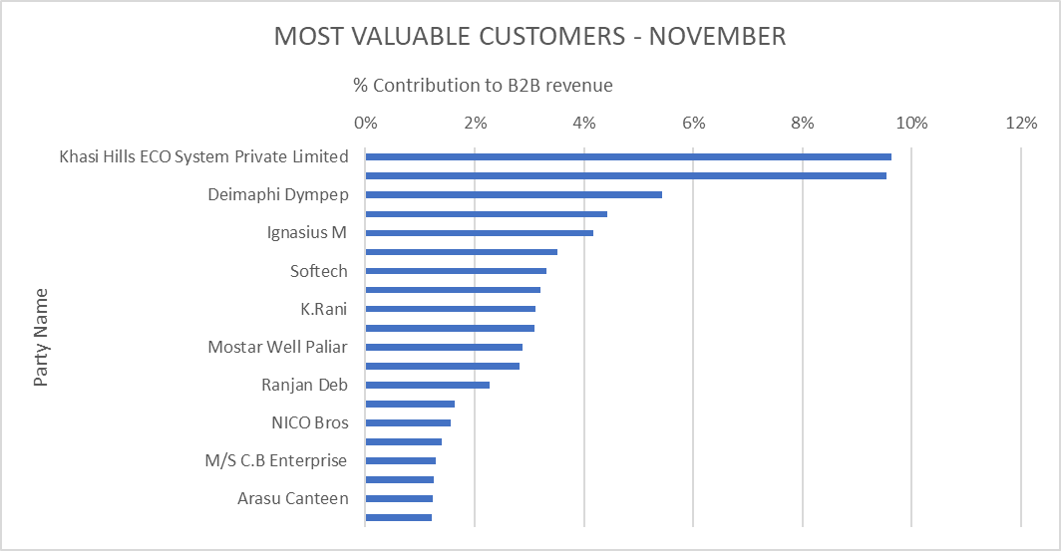 MOST VALUABLE CUSTOMERS - NOVEMBER
% Contribution to B2B revenue
0% 2% 4% 6% 8% 10% 12%
Khasi Hills ECO System Private Limited
Deimaphi Dympep
Ignasius M
Softech
K.Rani
Mostar Well Paliar
Ranjan Deb
NICO Bros
M/S C.B Enterprise
Arasu Canteen
Party Name